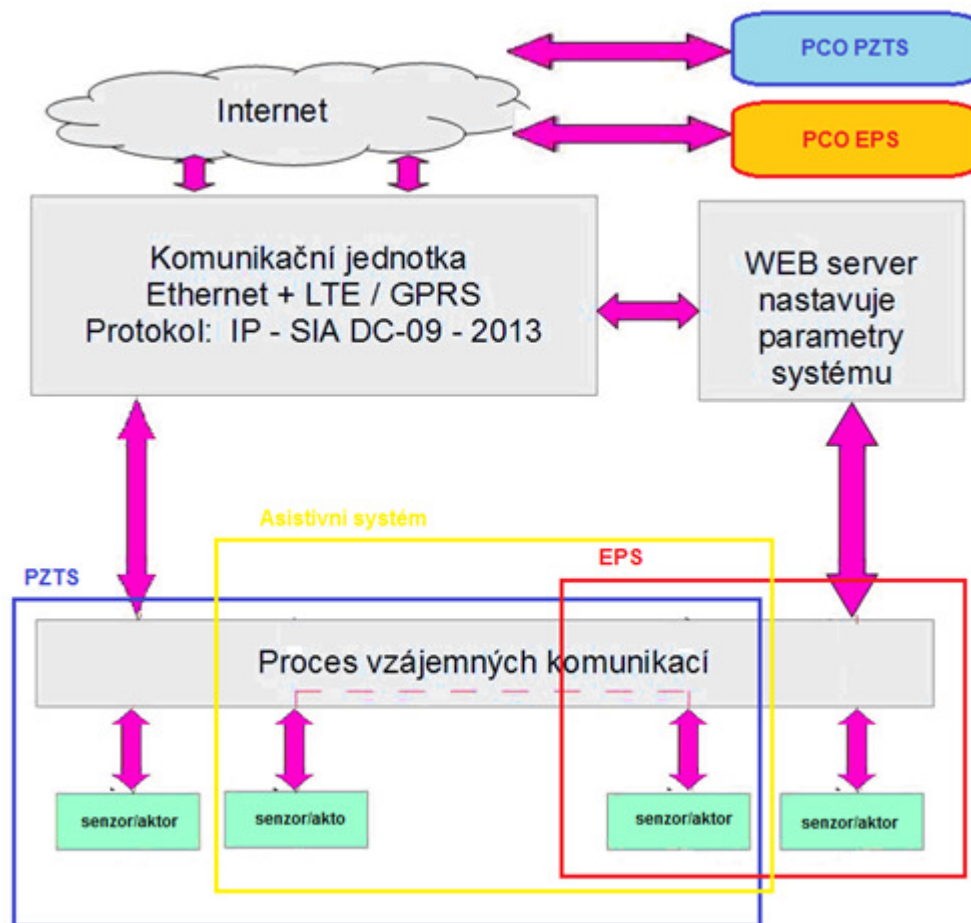 PCO PZTS
Internet
PCO EPS
Komunikační jednotka
Ethernet + LTE / GPRS
Protokol: IP - SIA DC-09 - 2013
WEB server
nastavuje
parametry
systému
Asistivní systém
EPS
PZTS
Proces vzájemných komunikací
senzor/aktor
senzor/akto
senzor/aktor
senzor/aktor